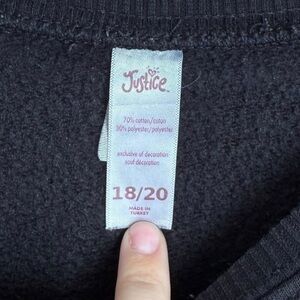 Justice
70% cotton/coton
30% polyester/polyester
exclusive of decoration
sauf décoration
18/20
MADE IN
TURKEY